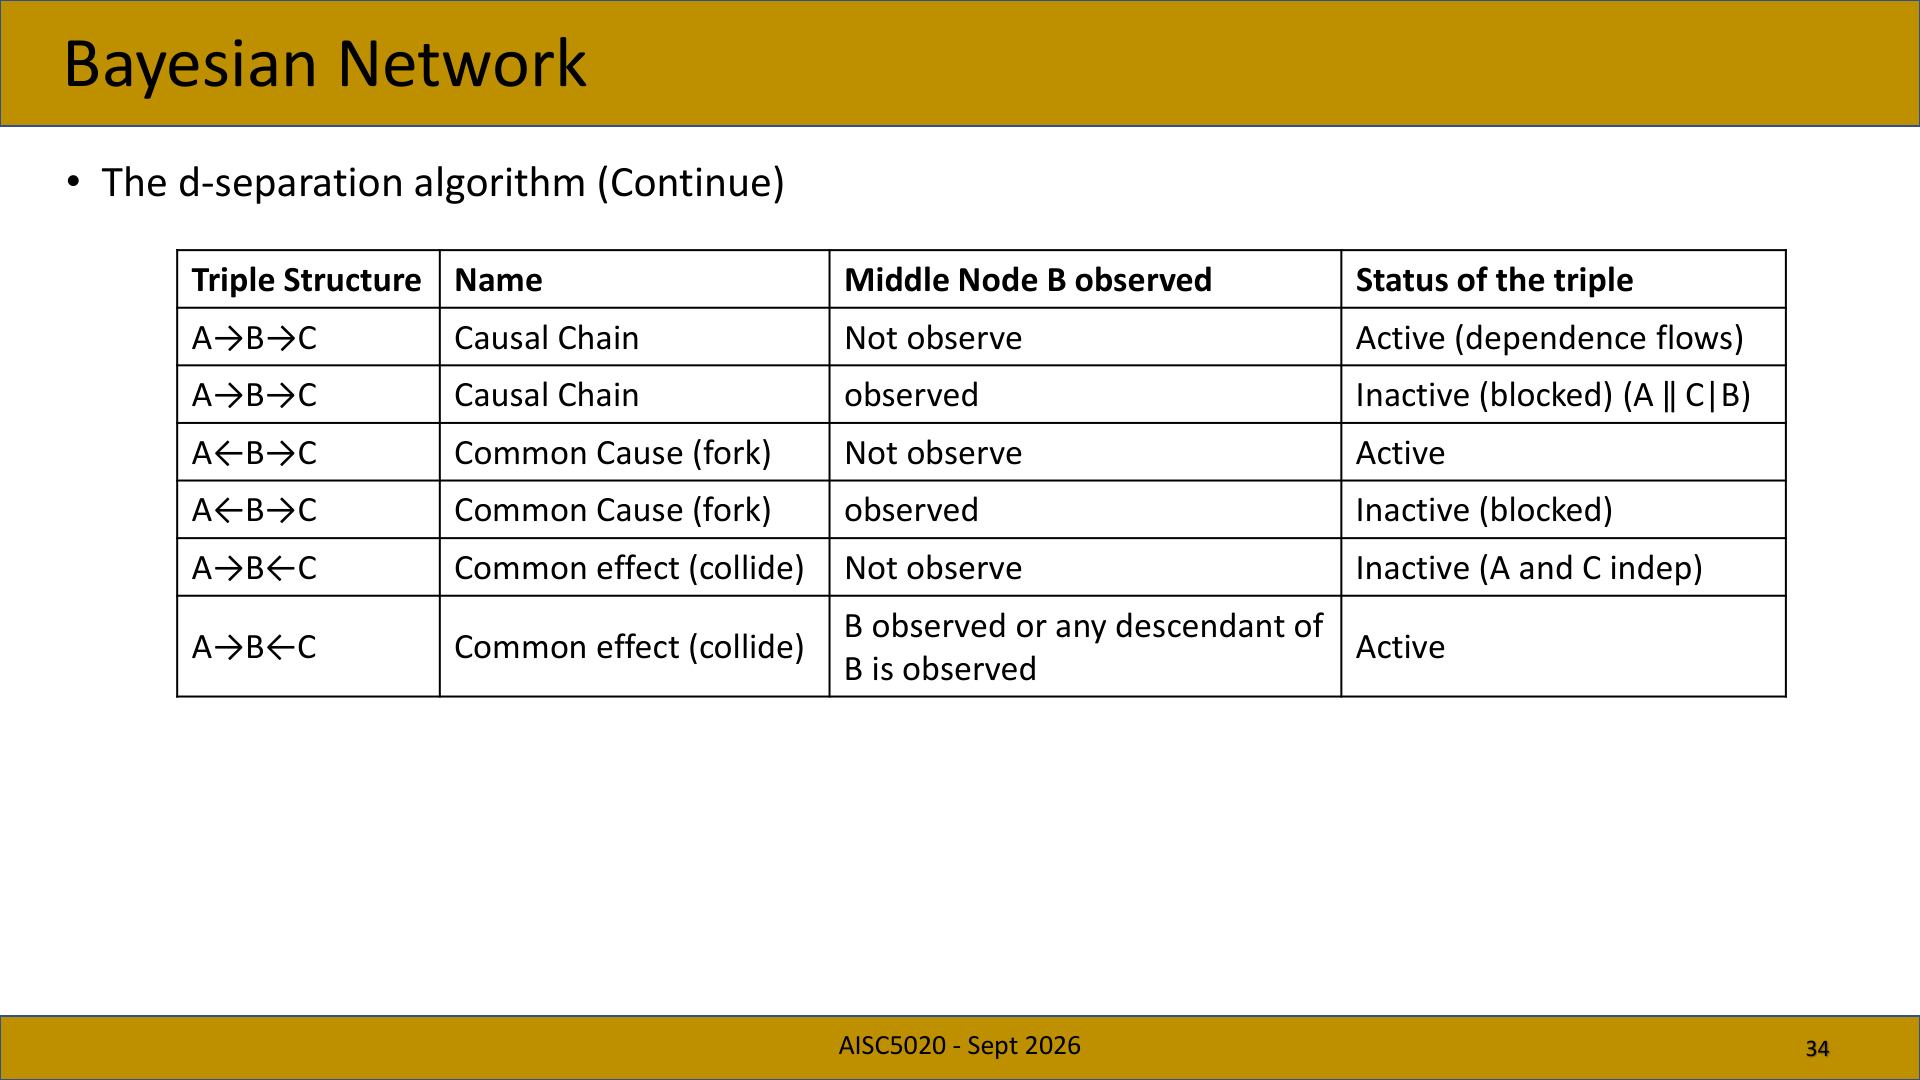 Bayesian Network
• The d-separation algorithm (Continue)
Triple Structure Name Middle Node B observed Status of the triple
A→B→C Causal Chain Not observe Active (dependence flows)
A→B→C Causal Chain observed Inactive (blocked) (A ∥ C|B)
A←B→C Common Cause (fork) Not observe Active
A←B→C Common Cause (fork) observed Inactive (blocked)
A→B←C Common effect (collide) Not observe Inactive (A and C indep)
A→B←C Common effect (collide) B observed or any descendant of
B is observed Active
AISC5020 - Sept 2026
34